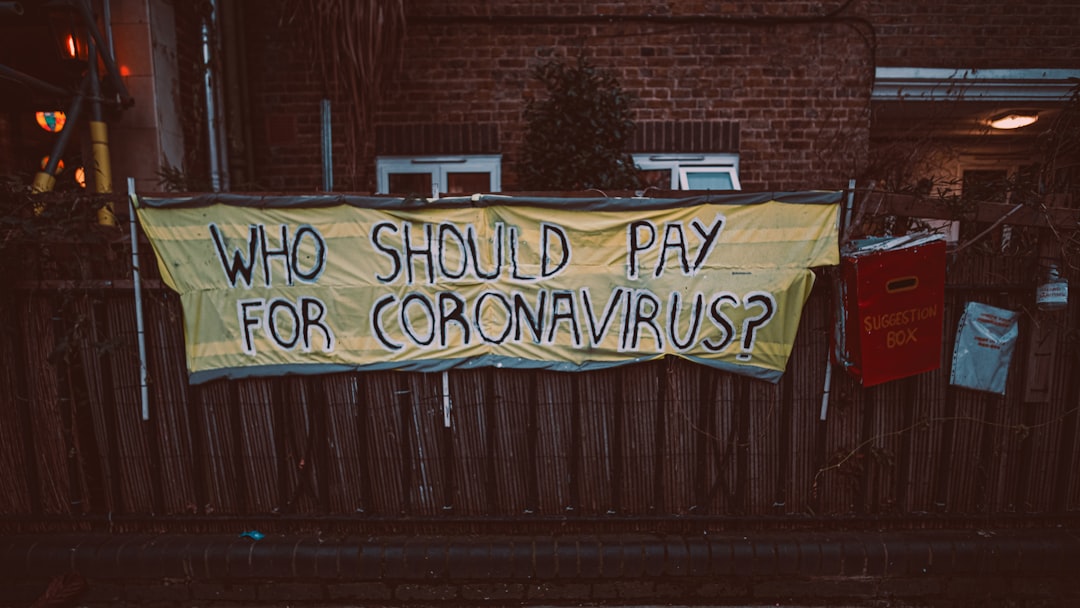 WHO SHOULD PAY
FOR CORONAVIRUS?
SUGGESTION
BOX